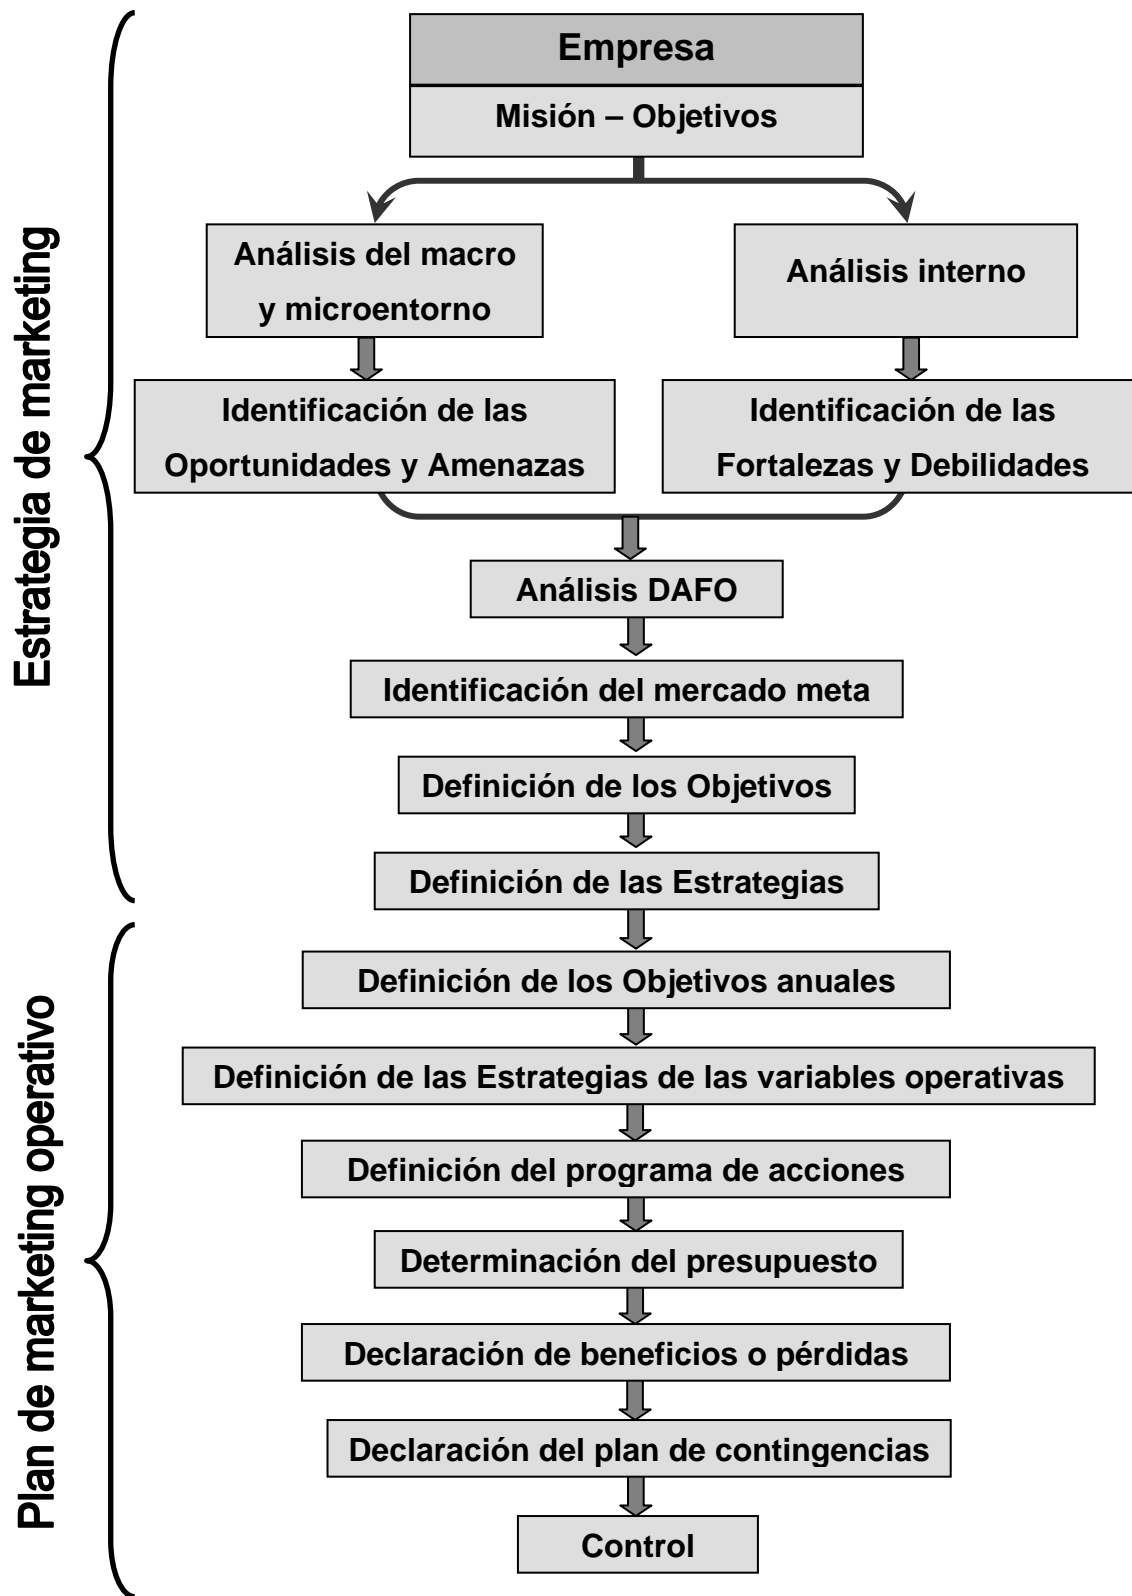 Estrategia de marketing
Empresa
Misión – Objetivos
Análisis del macro
y microentorno
Análisis interno
Identificación de las
Oportunidades y Amenazas
Identificación de las
Fortalezas y Debilidades
Análisis DAFO
Identificación del mercado meta
Definición de los Objetivos
Definición de las Estrategias
Plan de marketing operativo
Definición de los Objetivos anuales
Definición de las Estrategias de las variables operativas
Definición del programa de acciones
Determinación del presupuesto
Declaración de beneficios o pérdidas
Declaración del plan de contingencias
Control